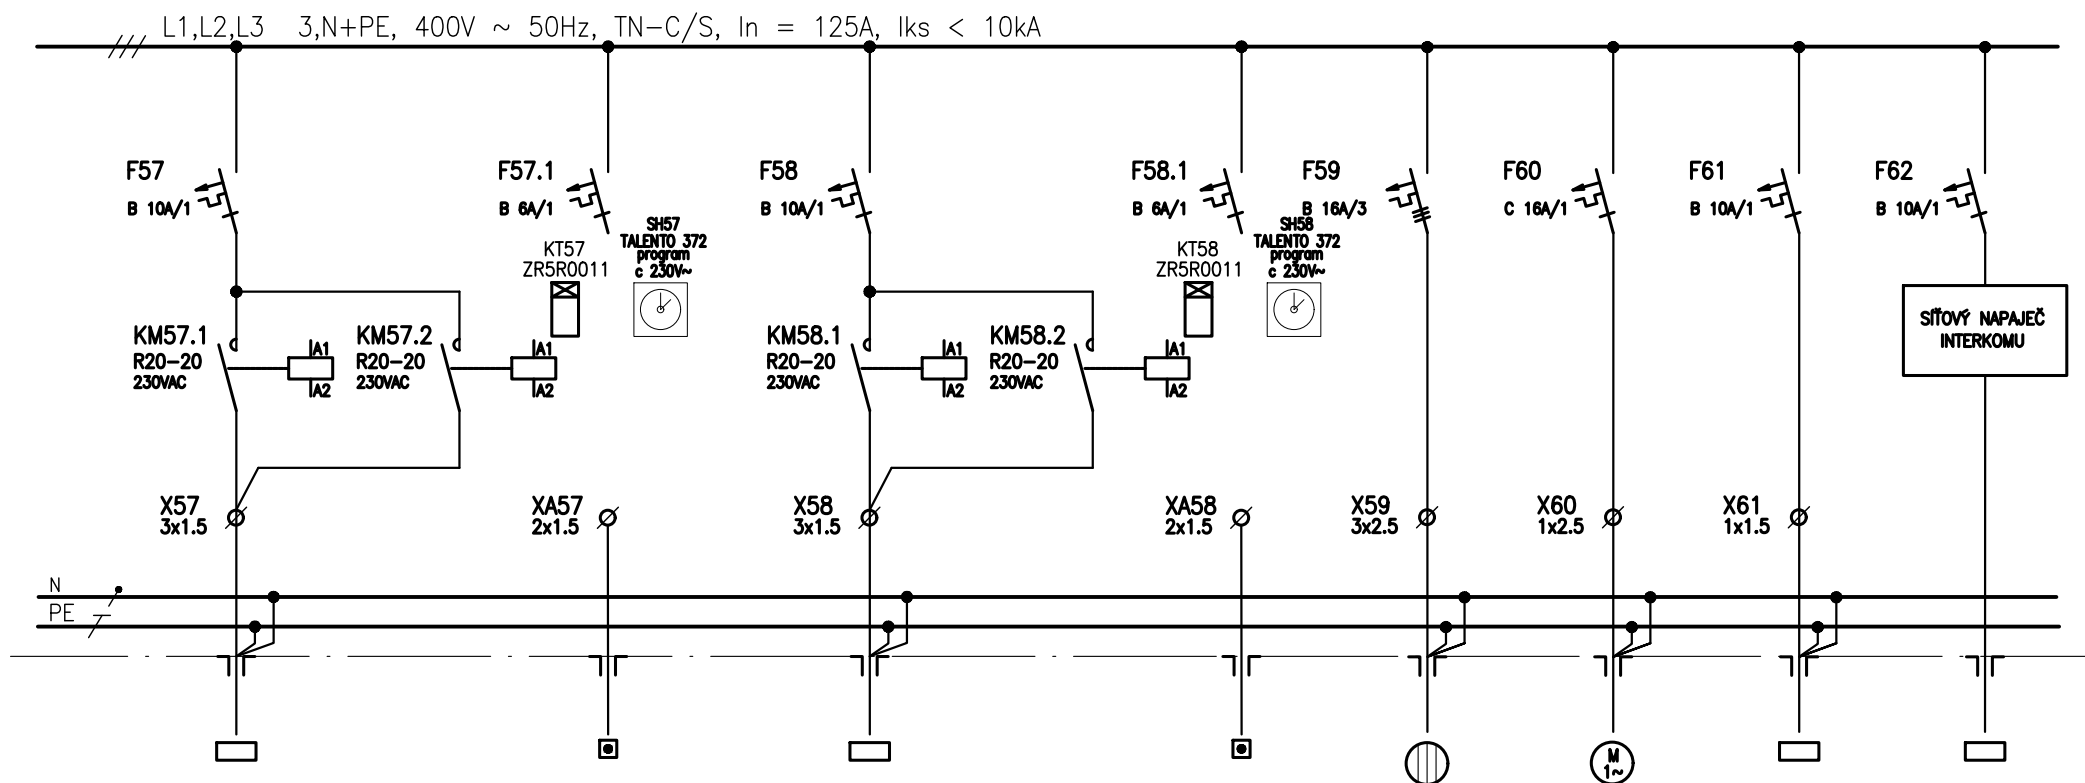 L1,L2,L3 3,N+PE, 400V ~ 50Hz, TN-C/S, In = 125A, Iks < 10kA
F57
B 10A/1
F57.1
B 6A/1
SH57
TALENTO 372
program
c 230V~
KT57
ZR5R0011
F58
B 10A/1
F58.1
B 6A/1
SH58
TALENTO 372
program
c 230V~
KT58
ZR5R0011
F59
B 16A/3
F60
C 16A/1
F61
B 10A/1
F62
B 10A/1
KM57.1
R20-20
230VAC
A1
A2
KM57.2
R20-20
230VAC
A1
A2
KM58.1
R20-20
230VAC
A1
A2
KM58.2
R20-20
230VAC
A1
A2
SÍŤOVÝ NAPAJEČ
INTERKOMU
X57
3x1.5
XA57
2x1.5
X58
3x1.5
XA58
2x1.5
X59
3x2.5
X60
1x2.5
X61
1x1.5
N
PE
M
1~